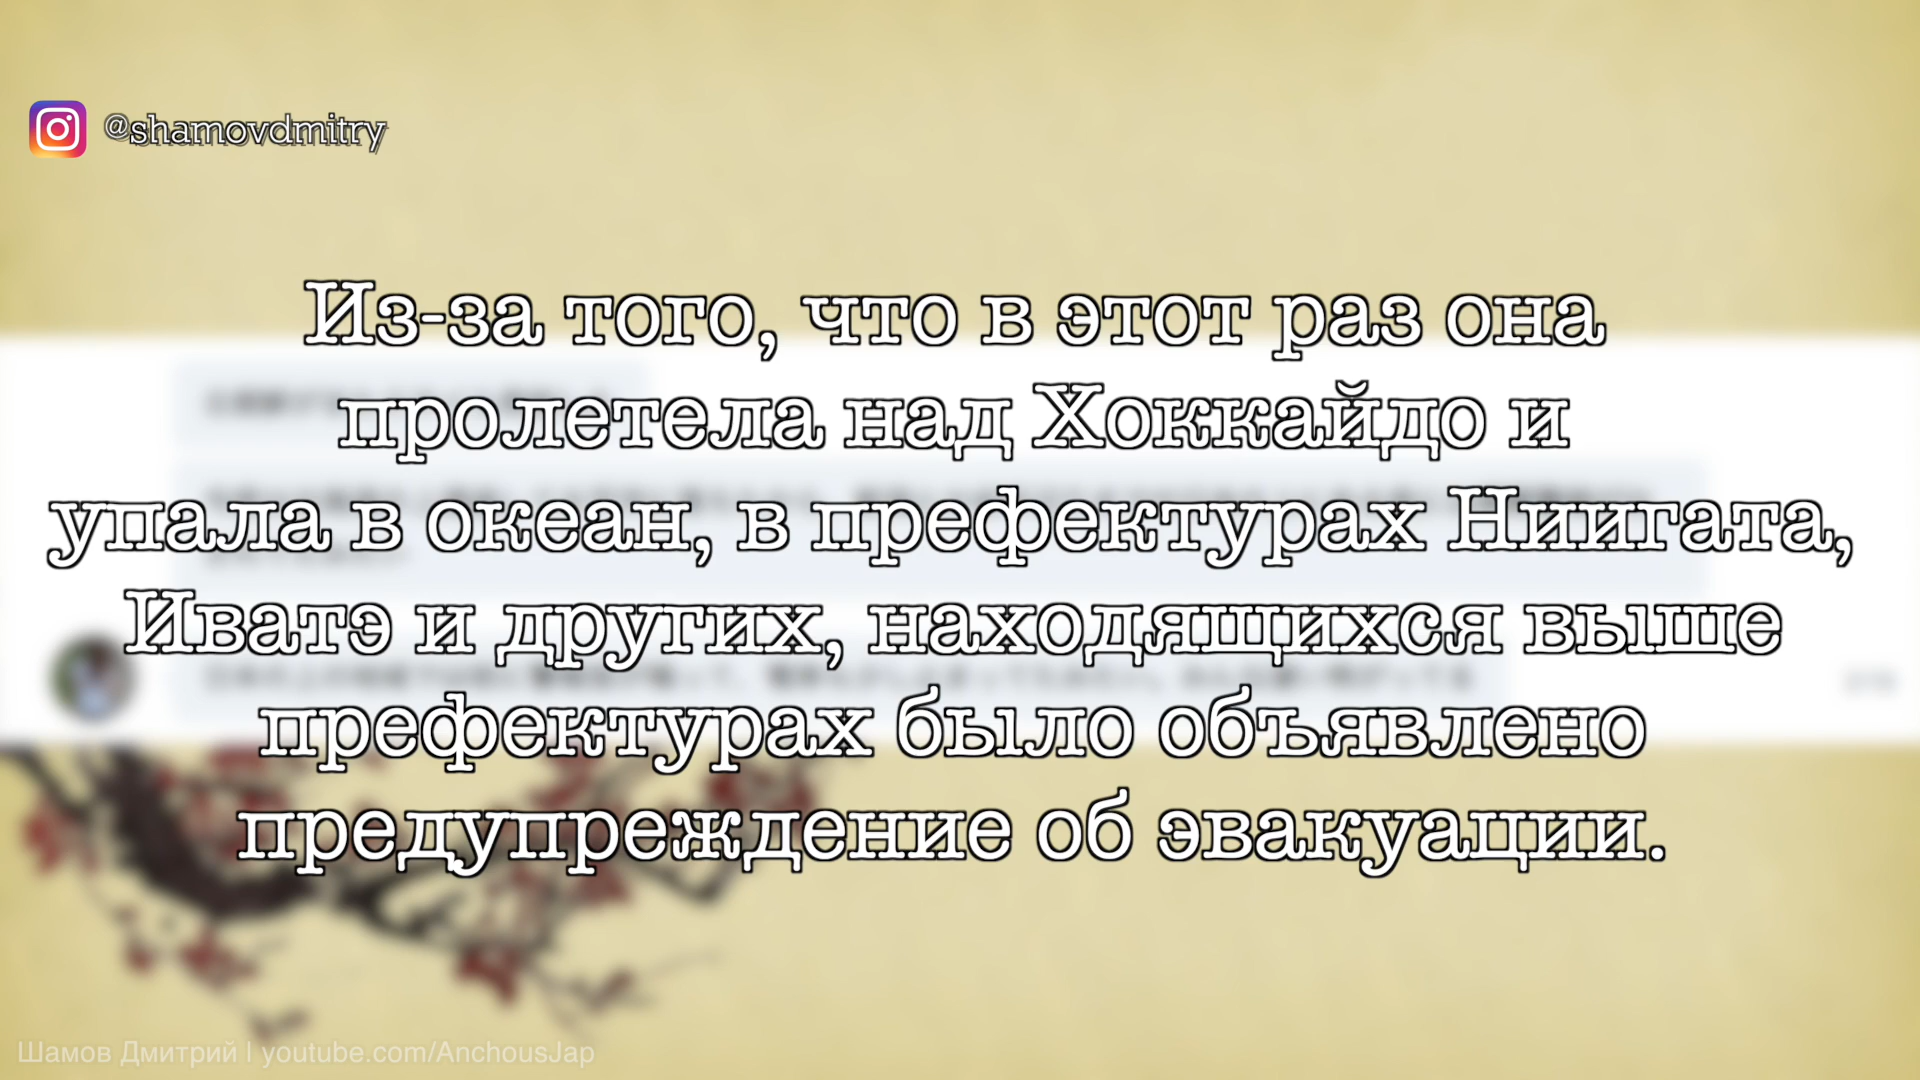 @shamovdmitry
Из-за того, что в этот раз она
пролетела над Хоккайдо и
упала в океан, в префектурах Ниигата,
Иватэ и других, находящихся выше
префектурах было объявлено
предупреждение об эвакуации.
Шамов Дмитрий | youtube.com/AnchousJap